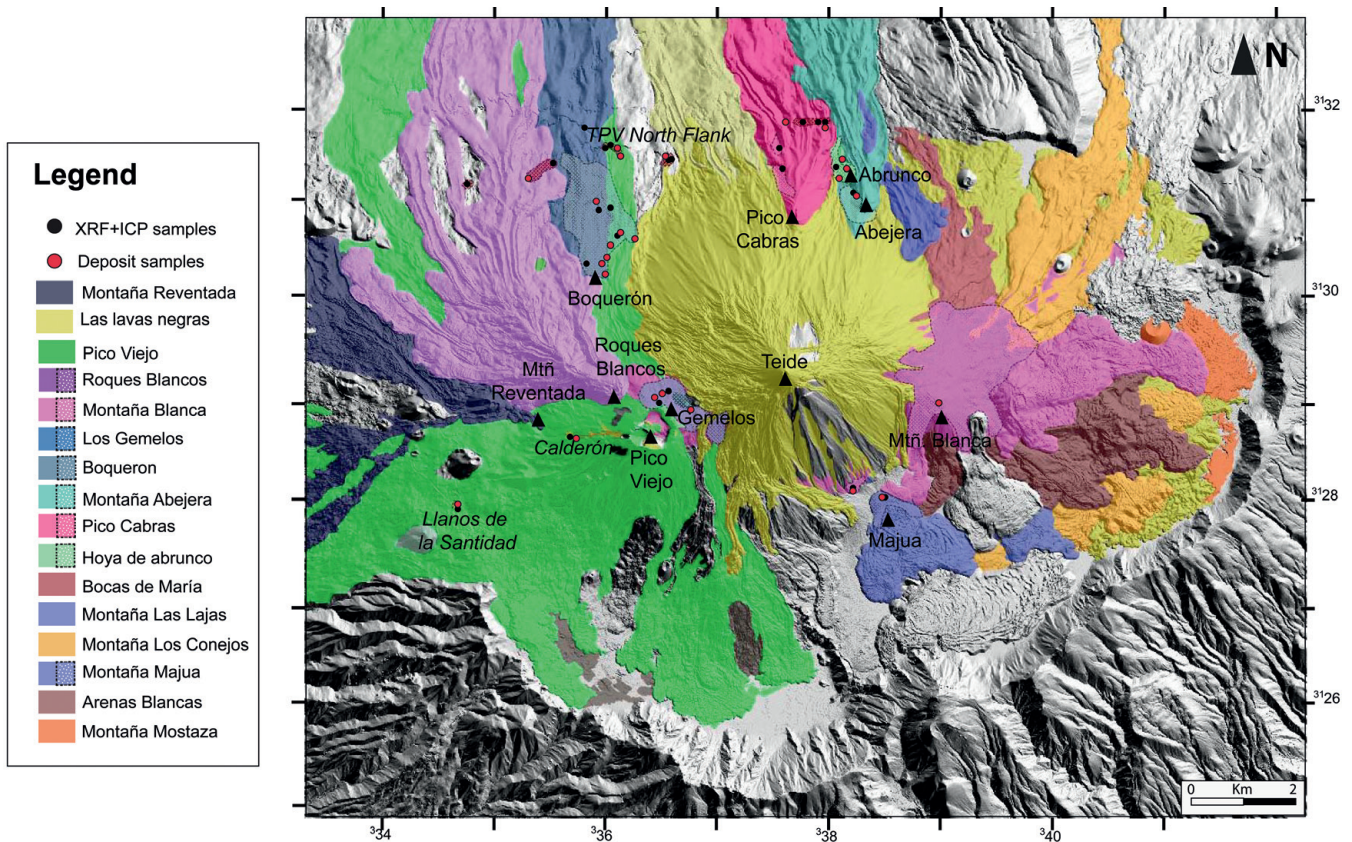 Legend
XRF+ICP samples
Deposit samples
Montaña Reventada
Las lavas negras
Pico Viejo
Roques Blancos
Montaña Blanca
Los Gemelos
Boqueron
Montaña Abejera
Pico Cabras
Hoya de abrunco
Bocas de María
Montaña Las Lajas
Montaña Los Conejos
Montaña Majua
Arenas Blancas
Montaña Mostaza
N
TPV North Flank
Abrunco
Pico
Cabras
Abejera
Boquerón
Roques
Blancos
Mtñ
Reventada
Teide
Gemelos
Calderón
Pico
Viejo
Mtñ. Blanca
Llanos de
la Santidad
Majua
3132
3130
3128
3126
0 Km 2
334
336
338
340